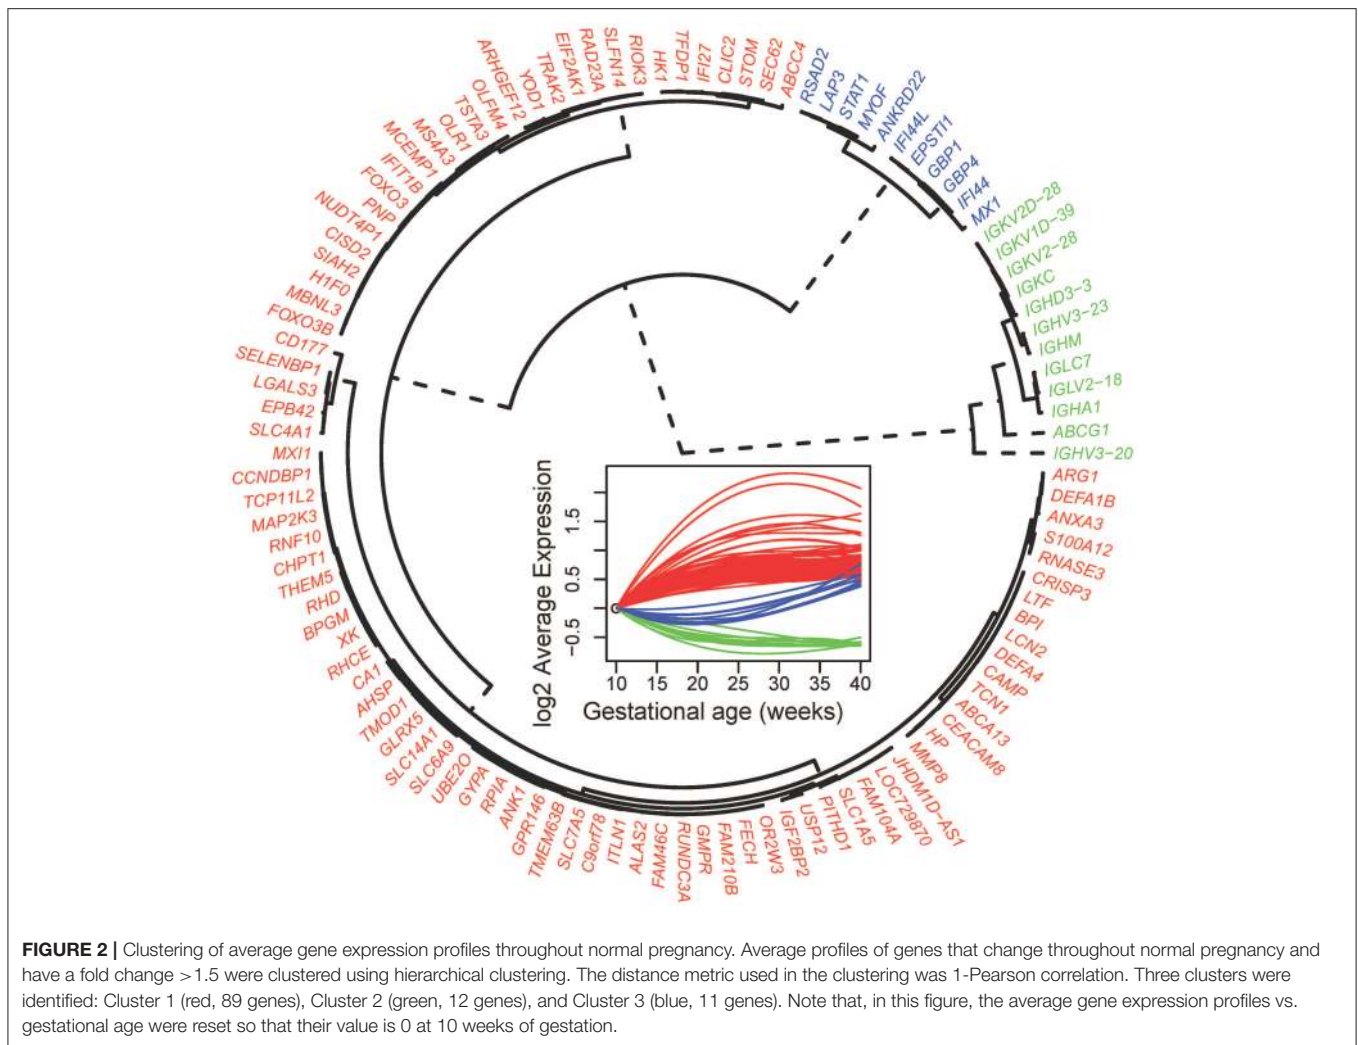 ARHGEF12
YOD1
TRAK2
EIF2AK1
RAD23A
SLFN14
RIOK3
HK1
TFDP1
IFI27
CLIC2
STOM
SEC62
ABCC4
RSAD2
LAP3
STAT1
MYOF
ANKRD22
IFI44L
EPSTI1
GBP1
GBP4
IFI44
MX1
IGKV2D−28
IGKV1D−39
IGKV2−28
IGKC
IGHD3−3
IGHV3−23
IGHM
IGLC7
IGLV2−18
IGHA1
ABCG1
IGHV3−20
ARG1
DEFA1B
ANXA3
S100A12
RNASE3
CRISP3
LTF
BPI
LCN2
DEFA4
CAMP
TCN1
ABCA13
CEACAM8
HP
MMP8
JHDM1D−AS1
LOC729870
FAM104A
SLC1A5
PITHD1
USP12
IGF2BP2
OR2W3
FECH
FAM210B
GMPR
RUNDC3A
FAM46C
ALAS2
ITLN1
C9orf78
SLC7A5
TMEM63B
GPR146
ANK1
RPIA
GYPA
UBE2O
SLC6A9
SLC14A1
GLRX5
TMOD1
AHSP
CA1
RHCE
XK
BPGM
RHD
THEM5
CHPT1
RNF10
MAP2K3
TCP11L2
CCNDBP1
MXI1
SLC4A1
EPB42
LGALS3
SELENBP1
CD177
FOXO3B
MBNL3
H1F0
SIAH2
CISD2
NUDT4P1
PNP
FOXO3
IFIT1B
MCEMP1
MS4A3
OLR1
TSTA3
OLFM4
log2 Average Expression
1.5
0.5
−0.5
10 15 20 25 30 35 40
Gestational age (weeks)
FIGURE 2 | Clustering of average gene expression profiles throughout normal pregnancy. Average profiles of genes that change throughout normal pregnancy and
have a fold change >1.5 were clustered using hierarchical clustering. The distance metric used in the clustering was 1-Pearson correlation. Three clusters were
identified: Cluster 1 (red, 89 genes), Cluster 2 (green, 12 genes), and Cluster 3 (blue, 11 genes). Note that, in this figure, the average gene expression profiles vs.
gestational age were reset so that their value is 0 at 10 weeks of gestation.